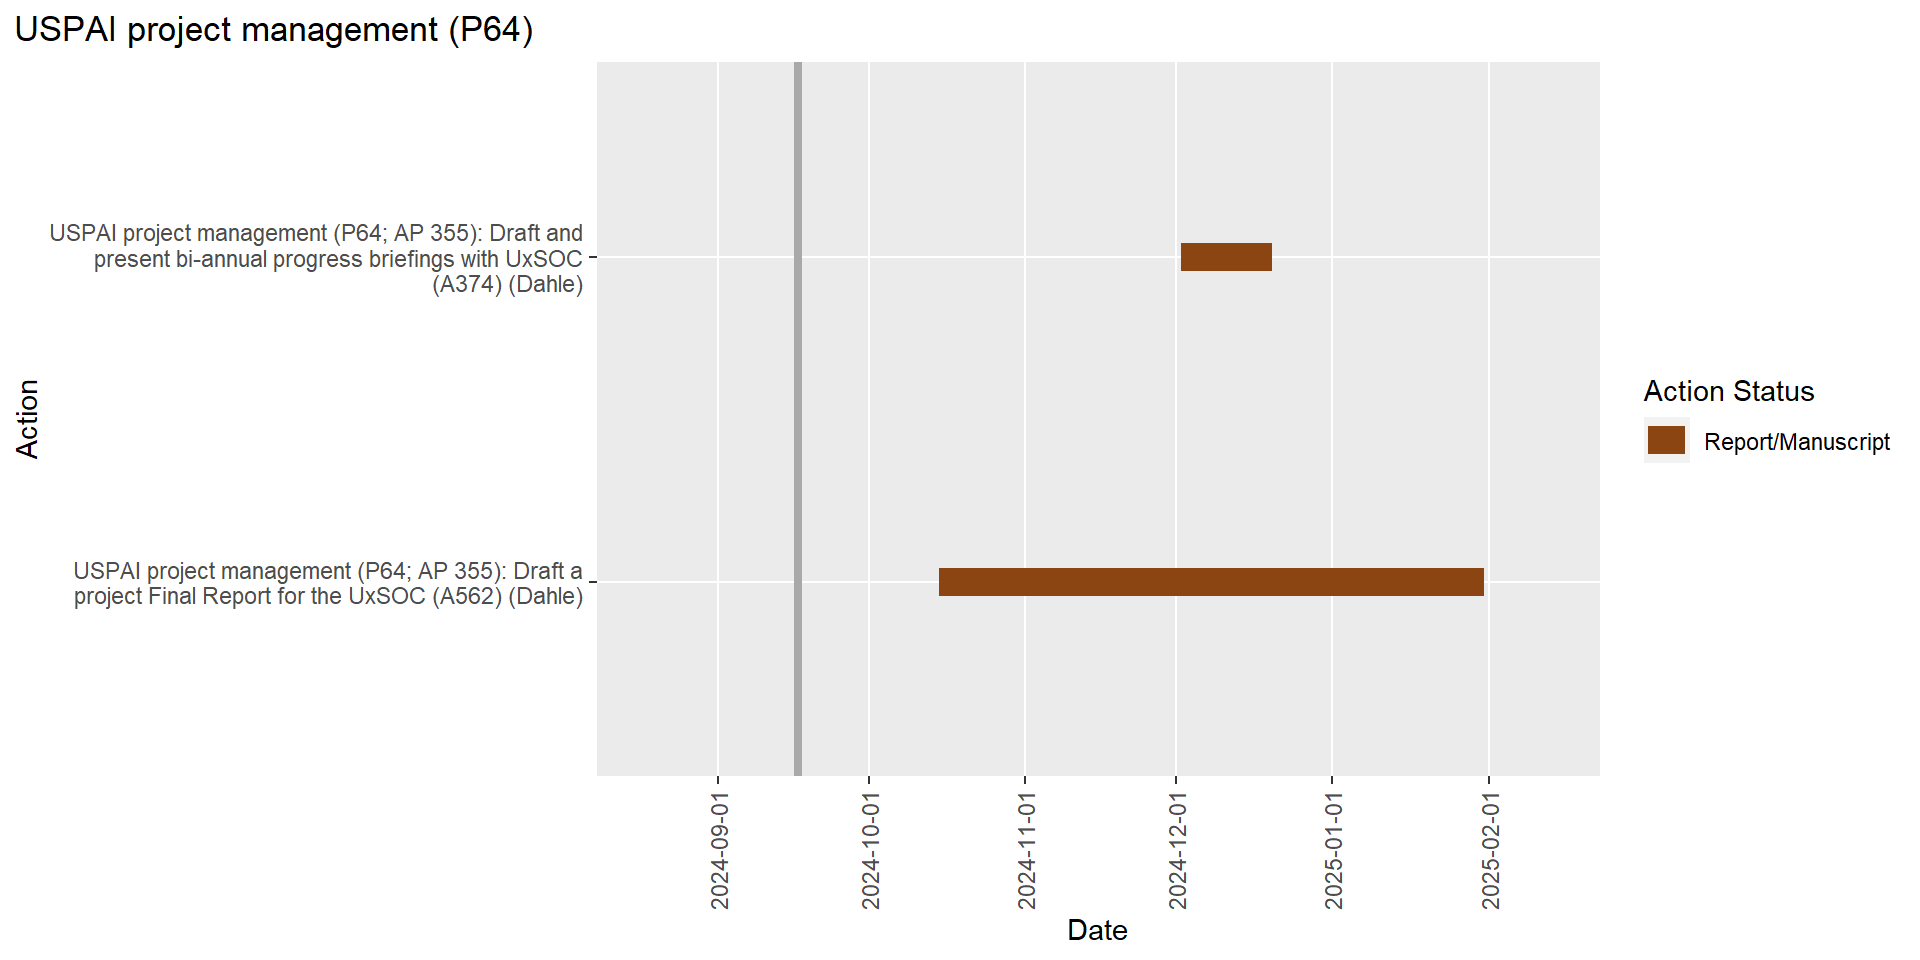 USPAI project management (P64)
USPAI project management (P64; AP 355): Draft and
present bi-annual progress briefings with UxSOC
(A374) (Dahle)
USPAI project management (P64; AP 355): Draft a
project Final Report for the UxSOC (A562) (Dahle)
Action
2024-09-01
2024-10-01
2024-11-01
2024-12-01
2025-01-01
2025-02-01
Date
Action Status
Report/Manuscript